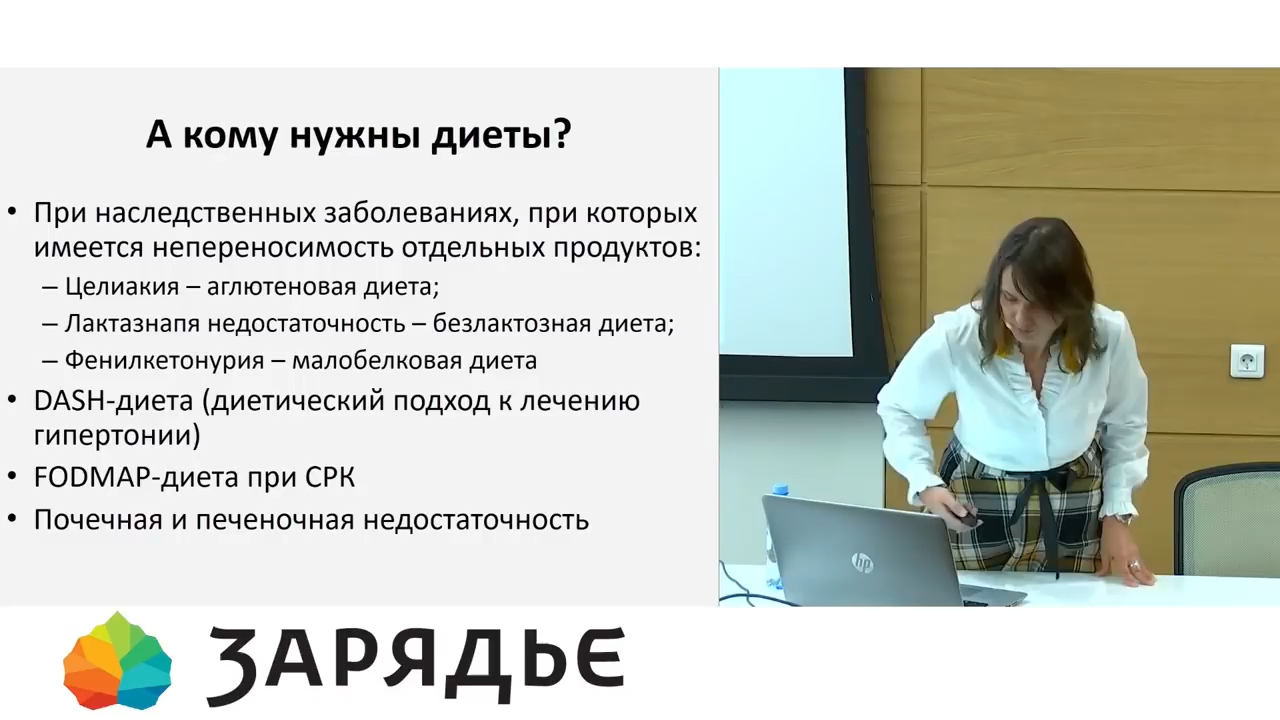 А кому нужны диеты?
• При наследственных заболеваниях, при которых
имеется непереносимость отдельных продуктов:
– Целиакия – аглютеновая диета;
– Лактазнапя недостаточность – безлактозная диета;
– Фенилкетонурия – малобелковая диета
• DASH-диета (диетический подход к лечению
гипертонии)
• FODMAP-диета при СРК
• Почечная и печеночная недостаточность
hp
ЗАРЯДЬЕ